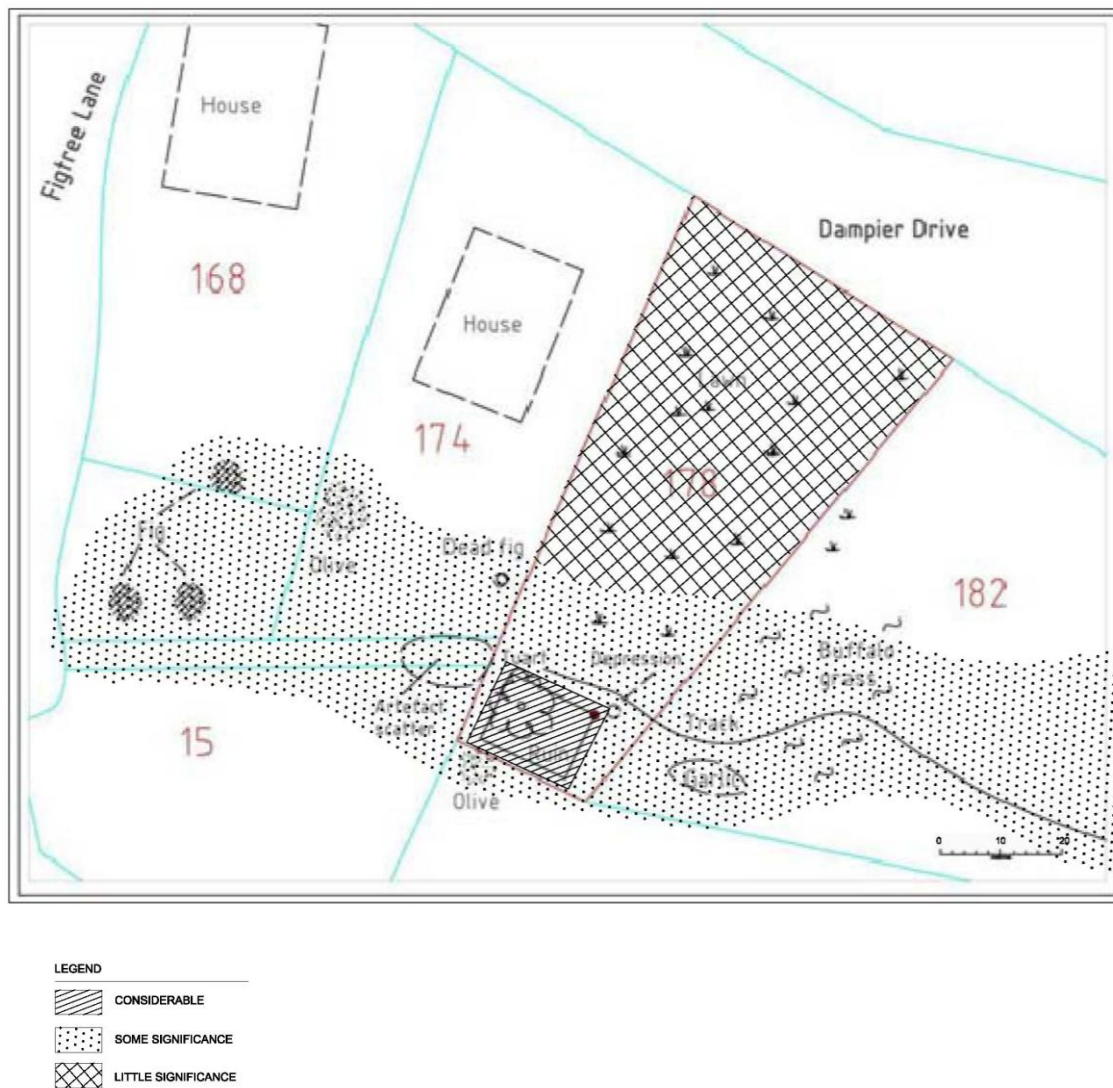 Figtree Lane
House
168
House
174
Dampier Drive
Lawn
178
182
Fig
Olive
Dead fig
Tuart
Depression
Buffalo
grass
Artefact
scatter
Track
15
Ruin
Garlic
Olive
0 10 20
LEGEND
CONSIDERABLE
SOME SIGNIFICANCE
LITTLE SIGNIFICANCE